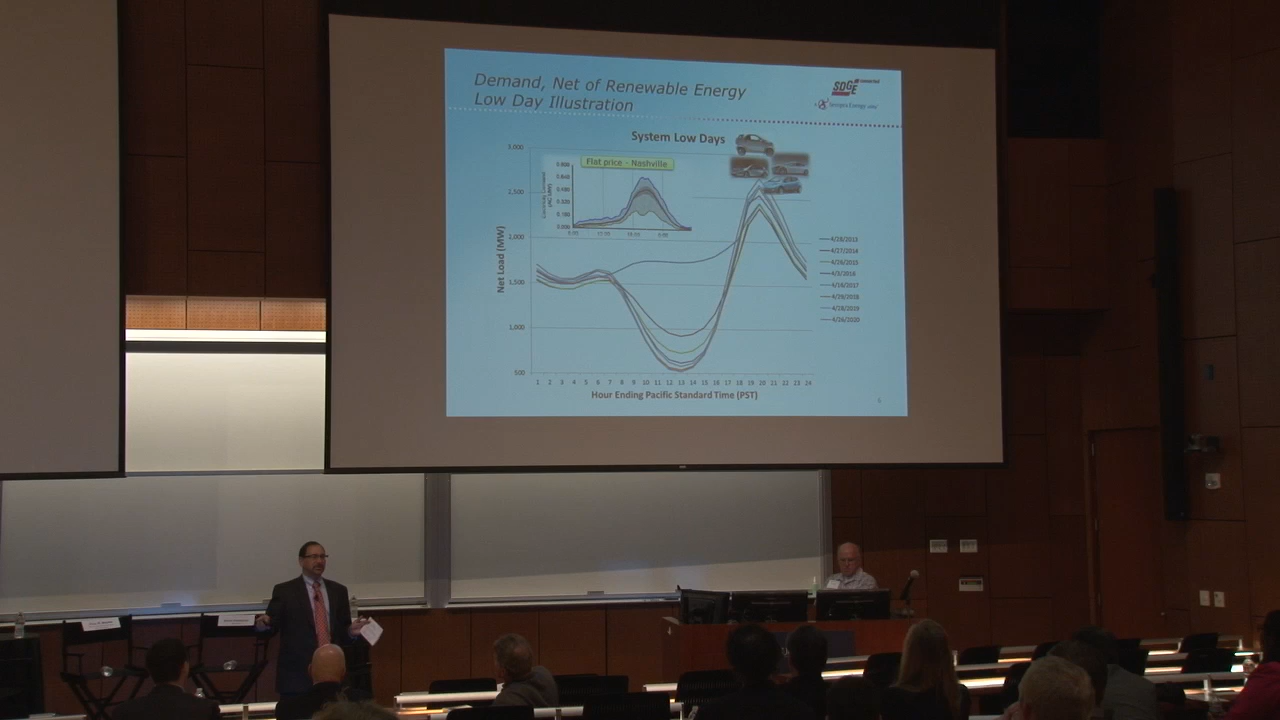 Demand, Net of Renewable Energy
Low Day Illustration
SDGE
System Low Days
Flat price - Nashville
3,000
2,500
2,000
1,500
1,000
500
Net Load (MW)
4/28/2013
4/27/2014
4/26/2015
4/3/2016
4/16/2017
4/29/2018
4/28/2019
4/26/2020
1 2 3 4 5 6 7 8 9 10 11 12 13 14 15 16 17 18 19 20 21 22 23 24
Hour Ending Pacific Standard Time (PST)